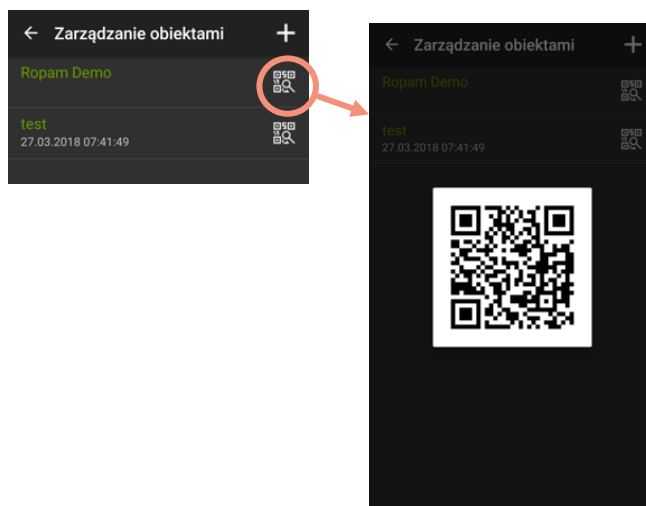 Zarządzanie obiektami
Ropam Demo
test
27.03.2018 07:41:49
Zarządzanie obiektami
Ropam Demo
test
27.03.2018 07:41:49